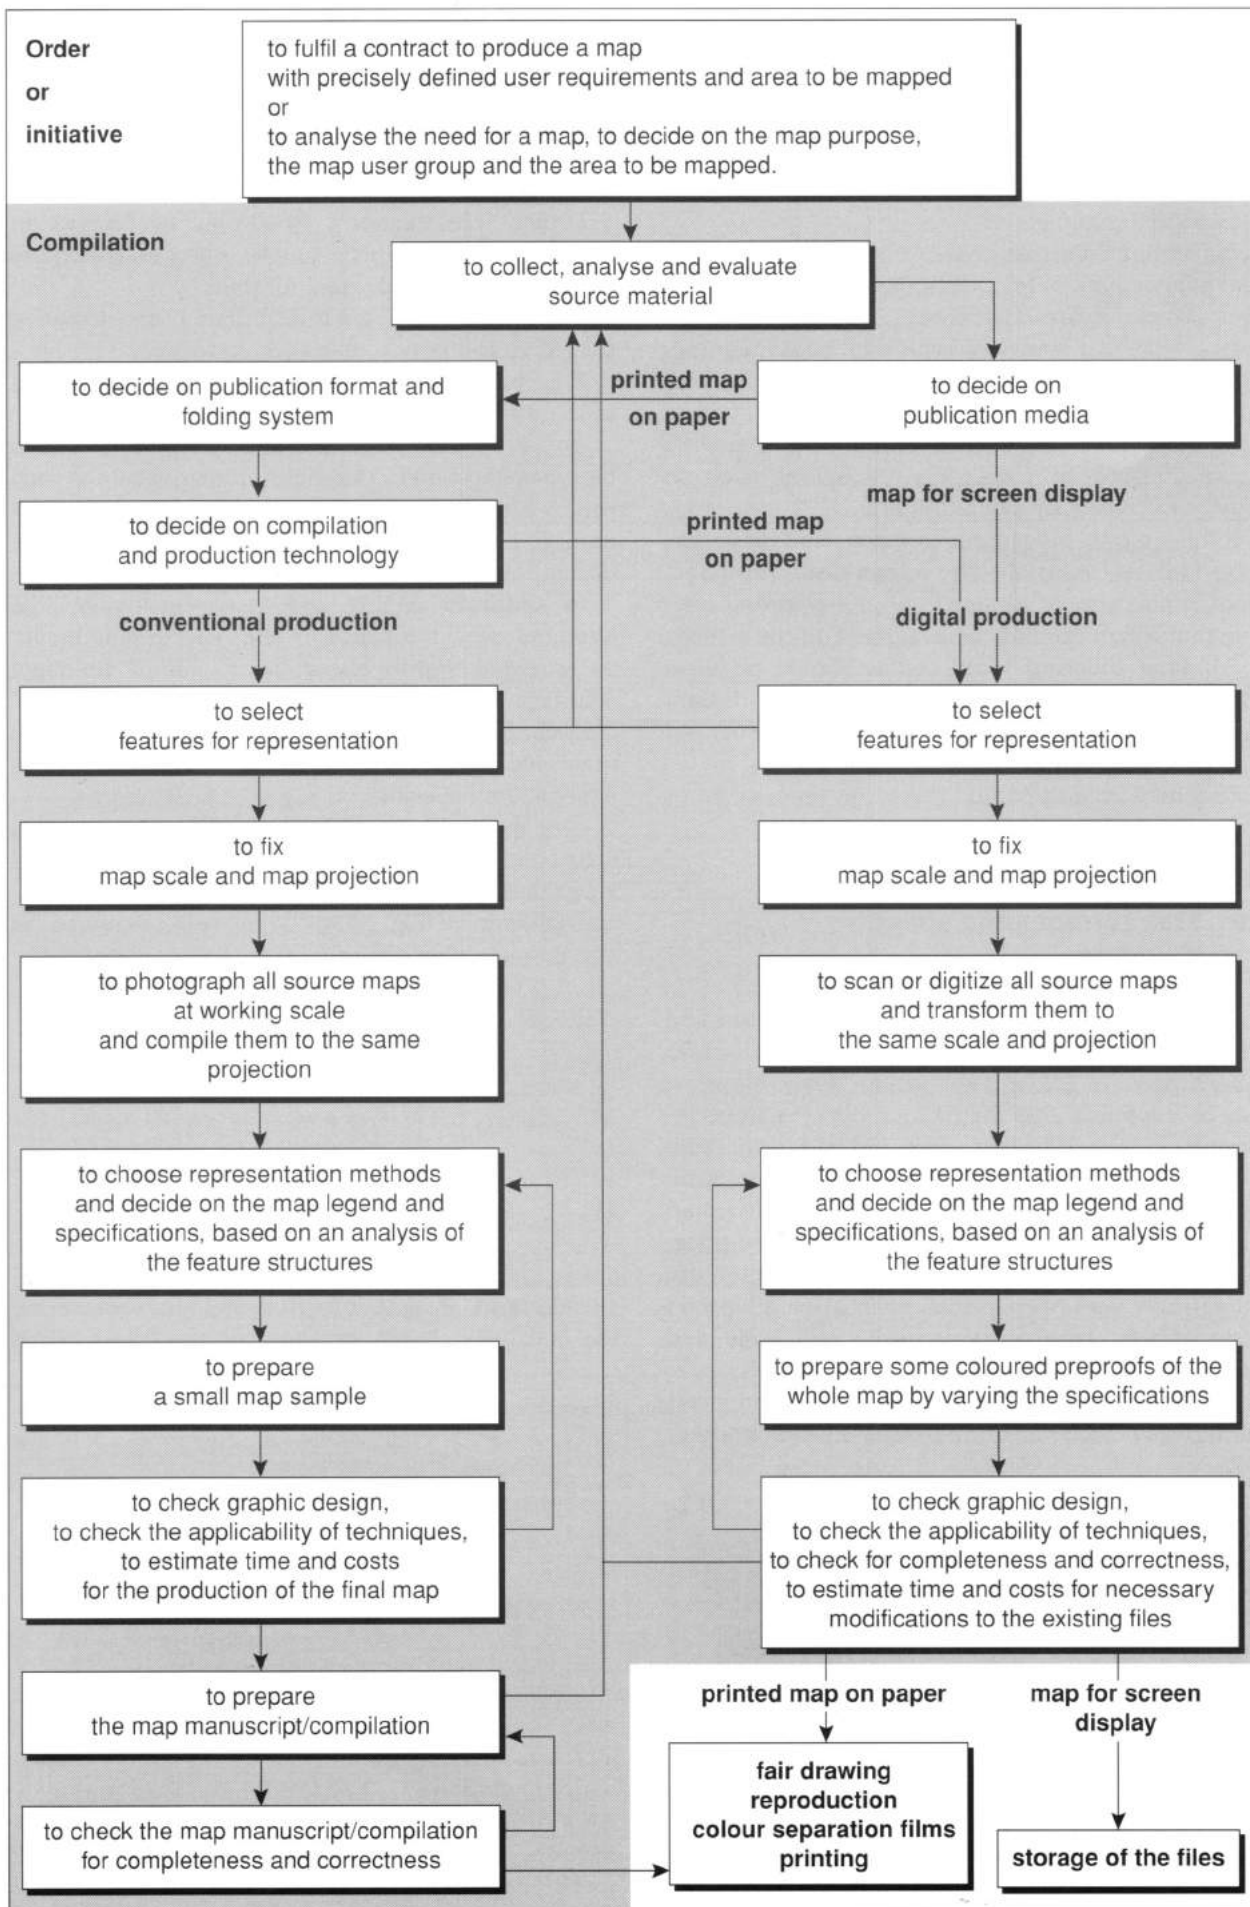 Order
or
initiative
to fulfil a contract to produce a map
with precisely defined user requirements and area to be mapped
or
to analyse the need for a map, to decide on the map purpose,
the map user group and the area to be mapped.
Compilation
to collect, analyse and evaluate
source material
to decide on publication format and
folding system
printed map
on paper
to decide on
publication media
map for screen display
to decide on compilation
and production technology
printed map
on paper
conventional production
digital production
to select
features for representation
to select
features for representation
to fix
map scale and map projection
to fix
map scale and map projection
to photograph all source maps
at working scale
and compile them to the same
projection
to scan or digitize all source maps
and transform them to
the same scale and projection
to choose representation methods
and decide on the map legend and
specifications, based on an analysis of
the feature structures
to choose representation methods
and decide on the map legend and
specifications, based on an analysis of
the feature structures
to prepare
a small map sample
to prepare some coloured preproofs of the
whole map by varying the specifications
to check graphic design,
to check the applicability of techniques,
to estimate time and costs
for the production of the final map
to check graphic design,
to check the applicability of techniques,
to check for completeness and correctness,
to estimate time and costs for necessary
modifications to the existing files
to prepare
the map manuscript/compilation
printed map on paper
map for screen
display
to check the map manuscript/compilation
for completeness and correctness
fair drawing
reproduction
colour separation films
printing
storage of the files